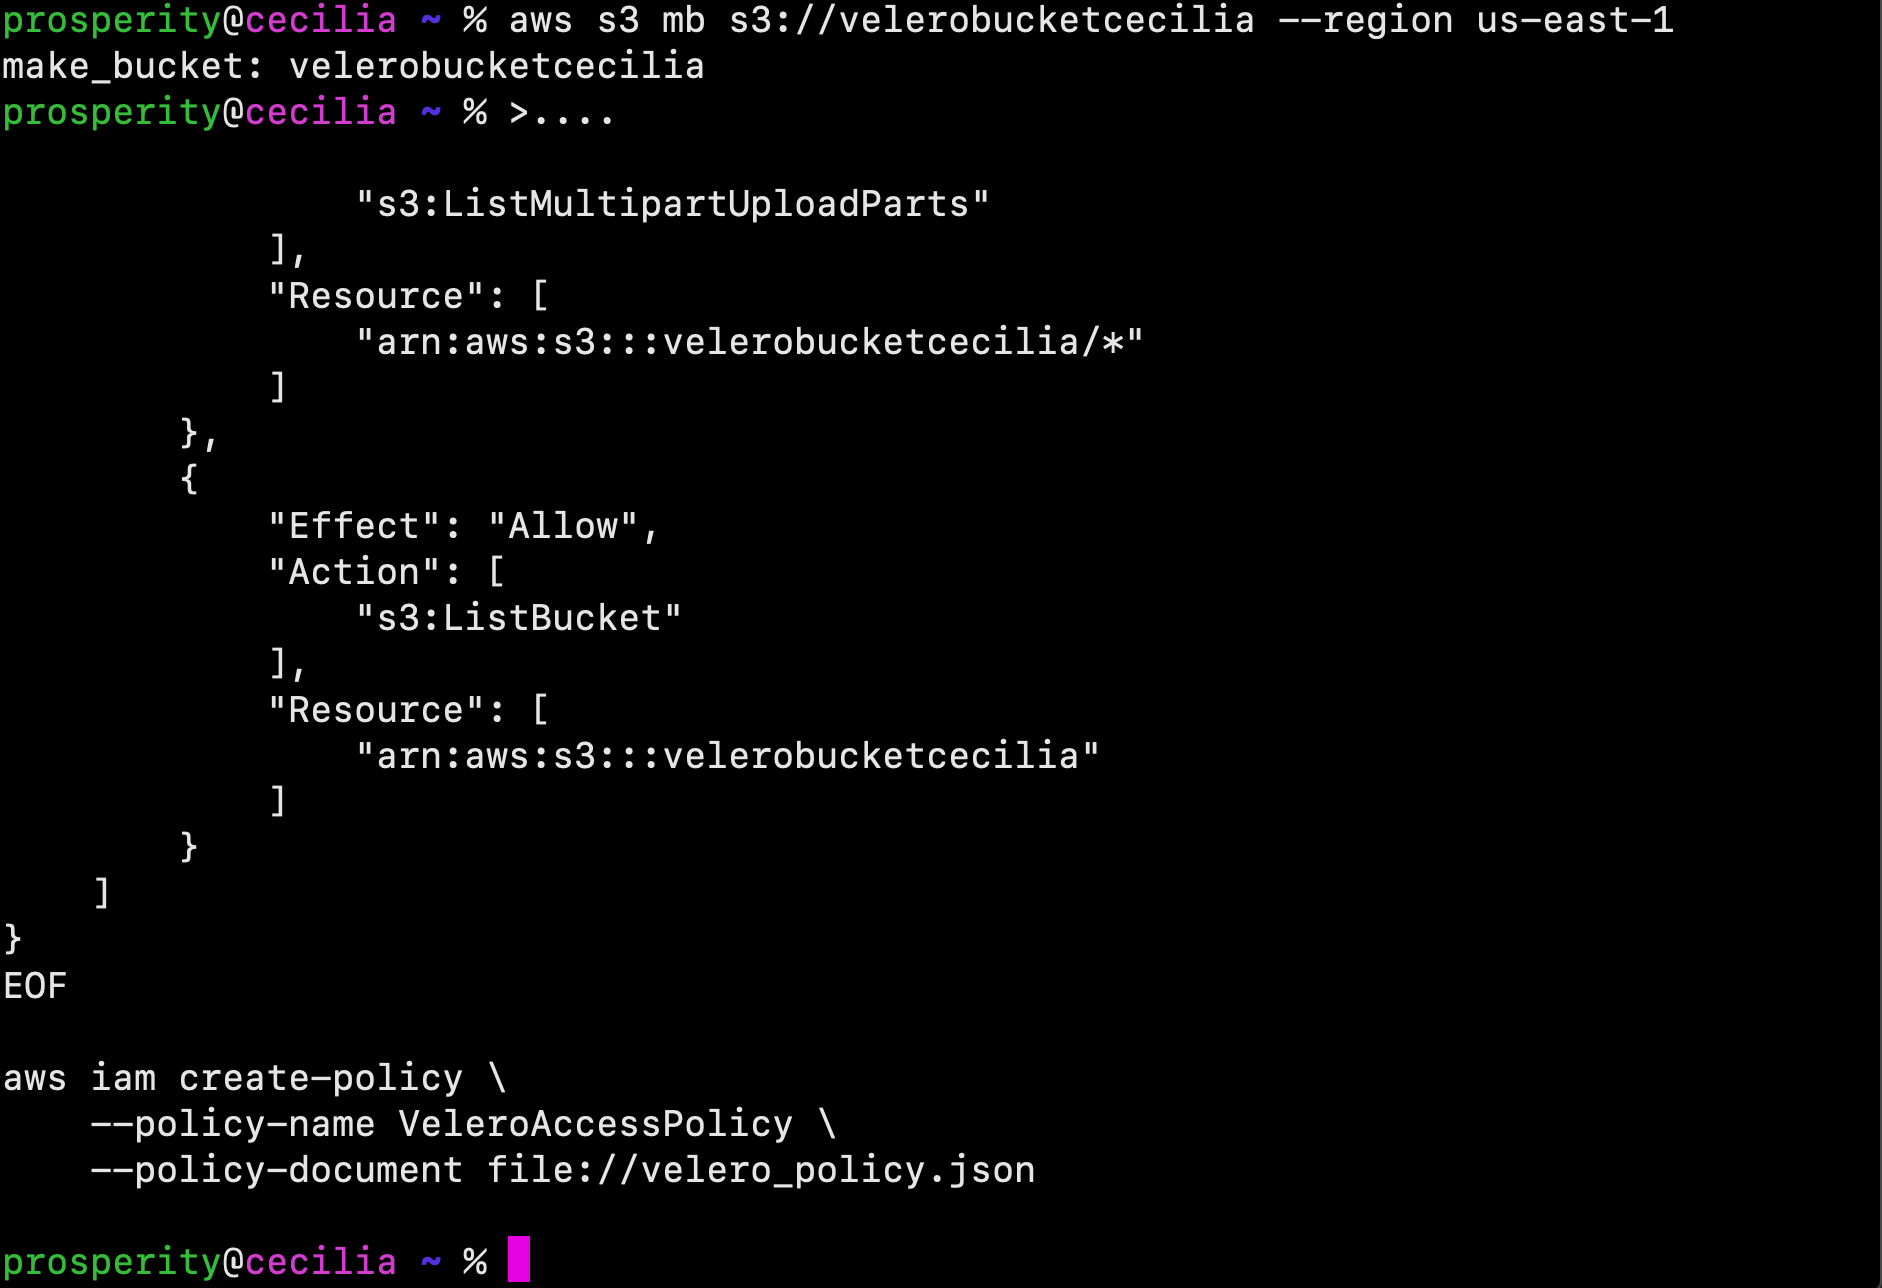 prosperity@cecilia ~ % aws s3 mb s3://velerobucketcecilia --region us-east-1
make_bucket: velerobucketcecilia
prosperity@cecilia ~ % >....
"s3:ListMultipartUploadParts"
],
"Resource": [
"arn:aws:s3:::velerobucketcecilia/*"
]
},
{
"Effect": "Allow",
"Action": [
"s3:ListBucket"
],
"Resource": [
"arn:aws:s3:::velerobucketcecilia"
]
}
]
}
EOF
aws iam create-policy \
--policy-name VeleroAccessPolicy \
--policy-document file://velero_policy.json
prosperity@cecilia ~ %